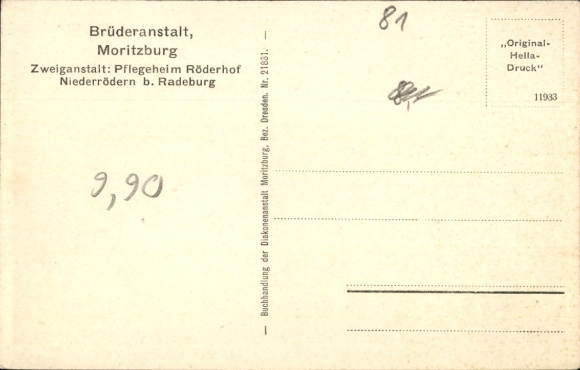 Brüderanstalt,
Moritzburg
Zweiganstalt: Pflegeheim Röderhof
Niederrödern b. Radeburg
9,90
— Buchhandlung der Diakonenanstalt Moritzburg, Bez. Dresden. Nr. 21831. —
81
„Original-
Hella-
Druck“
11933